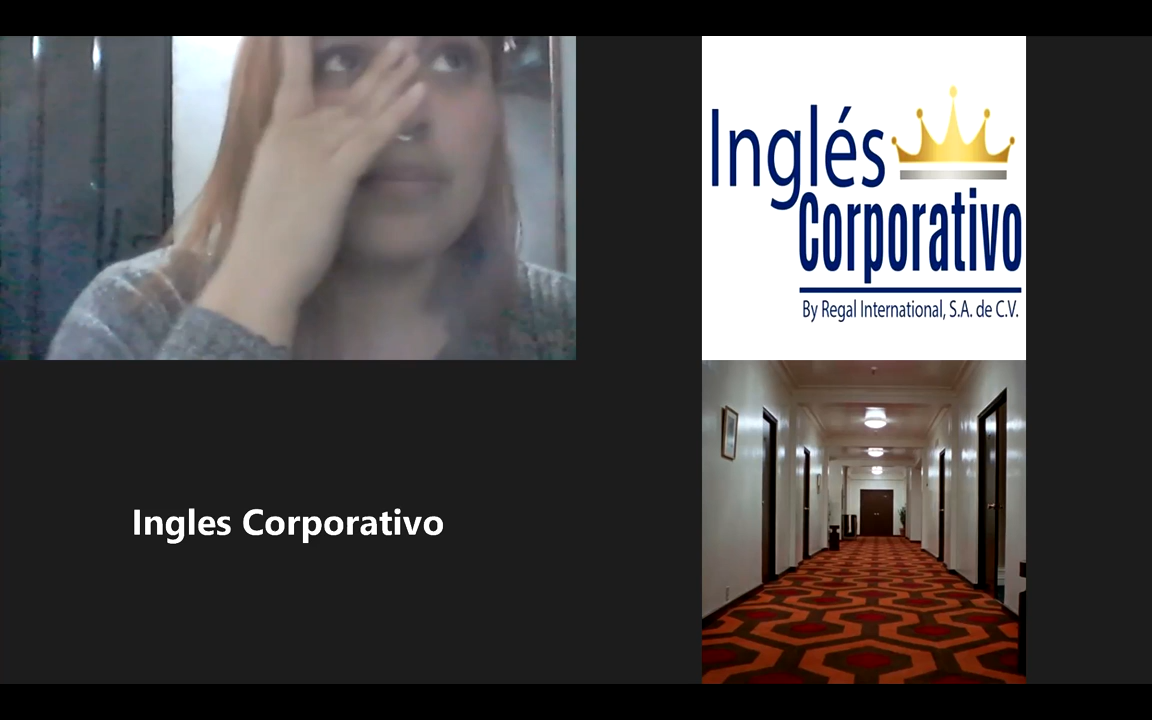 Inglés
Corporativo
By Regal International, S.A. de C.V.
Ingles Corporativo